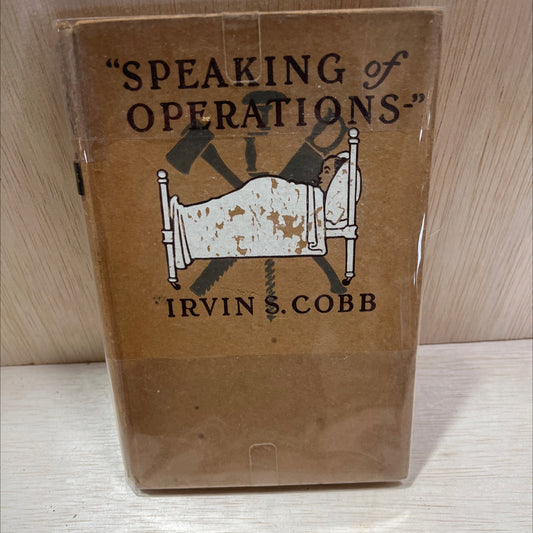 "SPEAKING of
OPERATIONS-"
IRVIN S. COBB